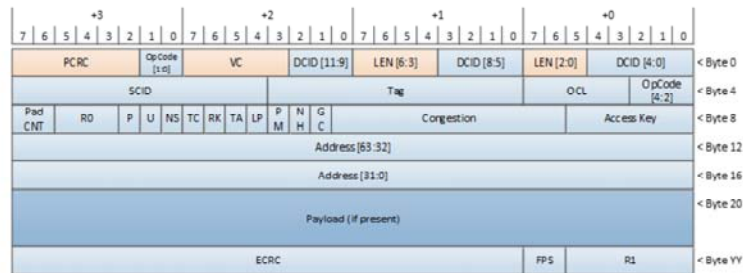 +3 +2 +1 +0
7 6 5 4 3 2 1 0 7 6 5 4 3 2 1 0 7 6 5 4 3 2 1 0 7 6 5 4 3 2 1 0
PCRC OpCode [1:0] VC DCID [11:9] LEN [6:3] DCID [8:5] LEN [2:0] DCID [4:0] < Byte 0
SCID Tag OCL OpCode [4:2] < Byte 4
Pad CNT R0 P U NS TC RK TA LP P M N H G C Congestion Access Key < Byte 8
Address [63:32] < Byte 12
Address [31:0] < Byte 16
< Byte 20
Payload (if present)
ECRC FPS R1 < Byte YY